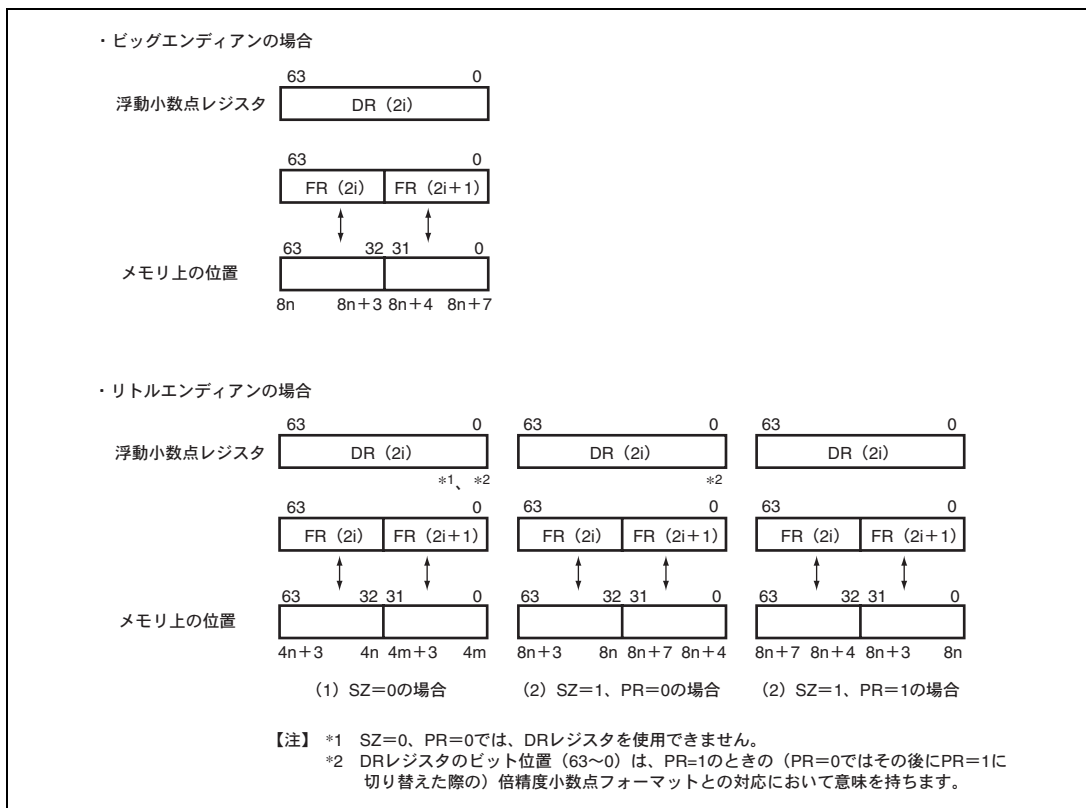 ・ビッグエンディアンの場合
63 0
浮動小数点レジスタ DR（2i）
63 0
FR（2i） FR（2i＋1）
63 32 31 0
メモリ上の位置
8n 8n＋3 8n＋4 8n＋7
・リトルエンディアンの場合
63 0 63 0 63 0
浮動小数点レジスタ DR（2i） DR（2i） DR（2i）
*1、*2 *2
63 0 63 0 63 0
FR（2i） FR（2i＋1） FR（2i） FR（2i＋1） FR（2i） FR（2i＋1）
63 32 31 0 63 32 31 0 63 32 31 0
メモリ上の位置
4n＋3 4n 4m＋3 4m 8n＋3 8n 8n＋7 8n＋4 8n＋7 8n＋4 8n＋3 8n
（1）SZ＝0の場合 （2）SZ＝1、PR＝0の場合 （2）SZ＝1、PR＝1の場合
【注】 *1 SZ＝0、PR＝0では、DRレジスタを使用できません。
*2 DRレジスタのビット位置（63～0）は、PR=1のときの（PR＝0ではその後にPR＝1に
切り替えた際の）倍精度小数点フォーマットとの対応において意味を持ちます。